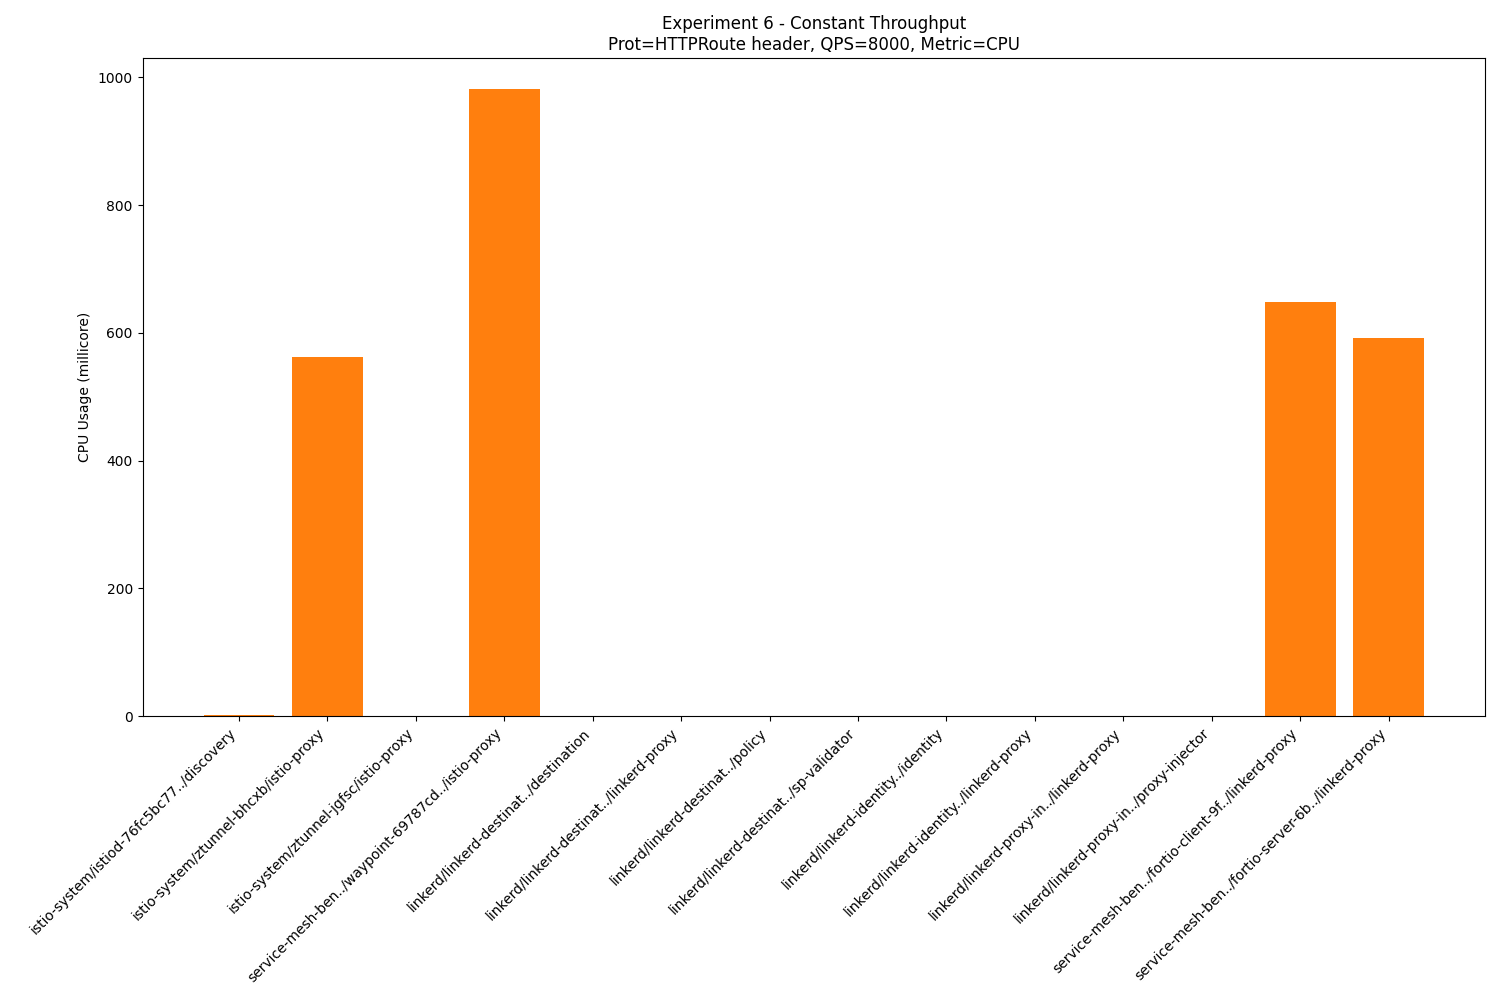 Experiment 6 - Constant Throughput
Prot=HTTPRoute header, QPS=8000, Metric=CPU
CPU Usage (millicore)
1000
800
600
400
200
0
istio-system/istiod-76fc5bc77../discovery
istio-system/ztunnel-bhcxb/istio-proxy
istio-system/ztunnel-jgfsc/istio-proxy
service-mesh-ben../waypoint-69787cd../istio-proxy
linkerd/linkerd-destinat../destination
linkerd/linkerd-destinat../linkerd-proxy
linkerd/linkerd-destinat../policy
linkerd/linkerd-destinat../sp-validator
linkerd/linkerd-identity../identity
linkerd/linkerd-identity../linkerd-proxy
linkerd/linkerd-proxy-in../linkerd-proxy
linkerd/linkerd-proxy-in../proxy-injector
service-mesh-ben../fortio-client-9f../linkerd-proxy
service-mesh-ben../fortio-server-6b../linkerd-proxy